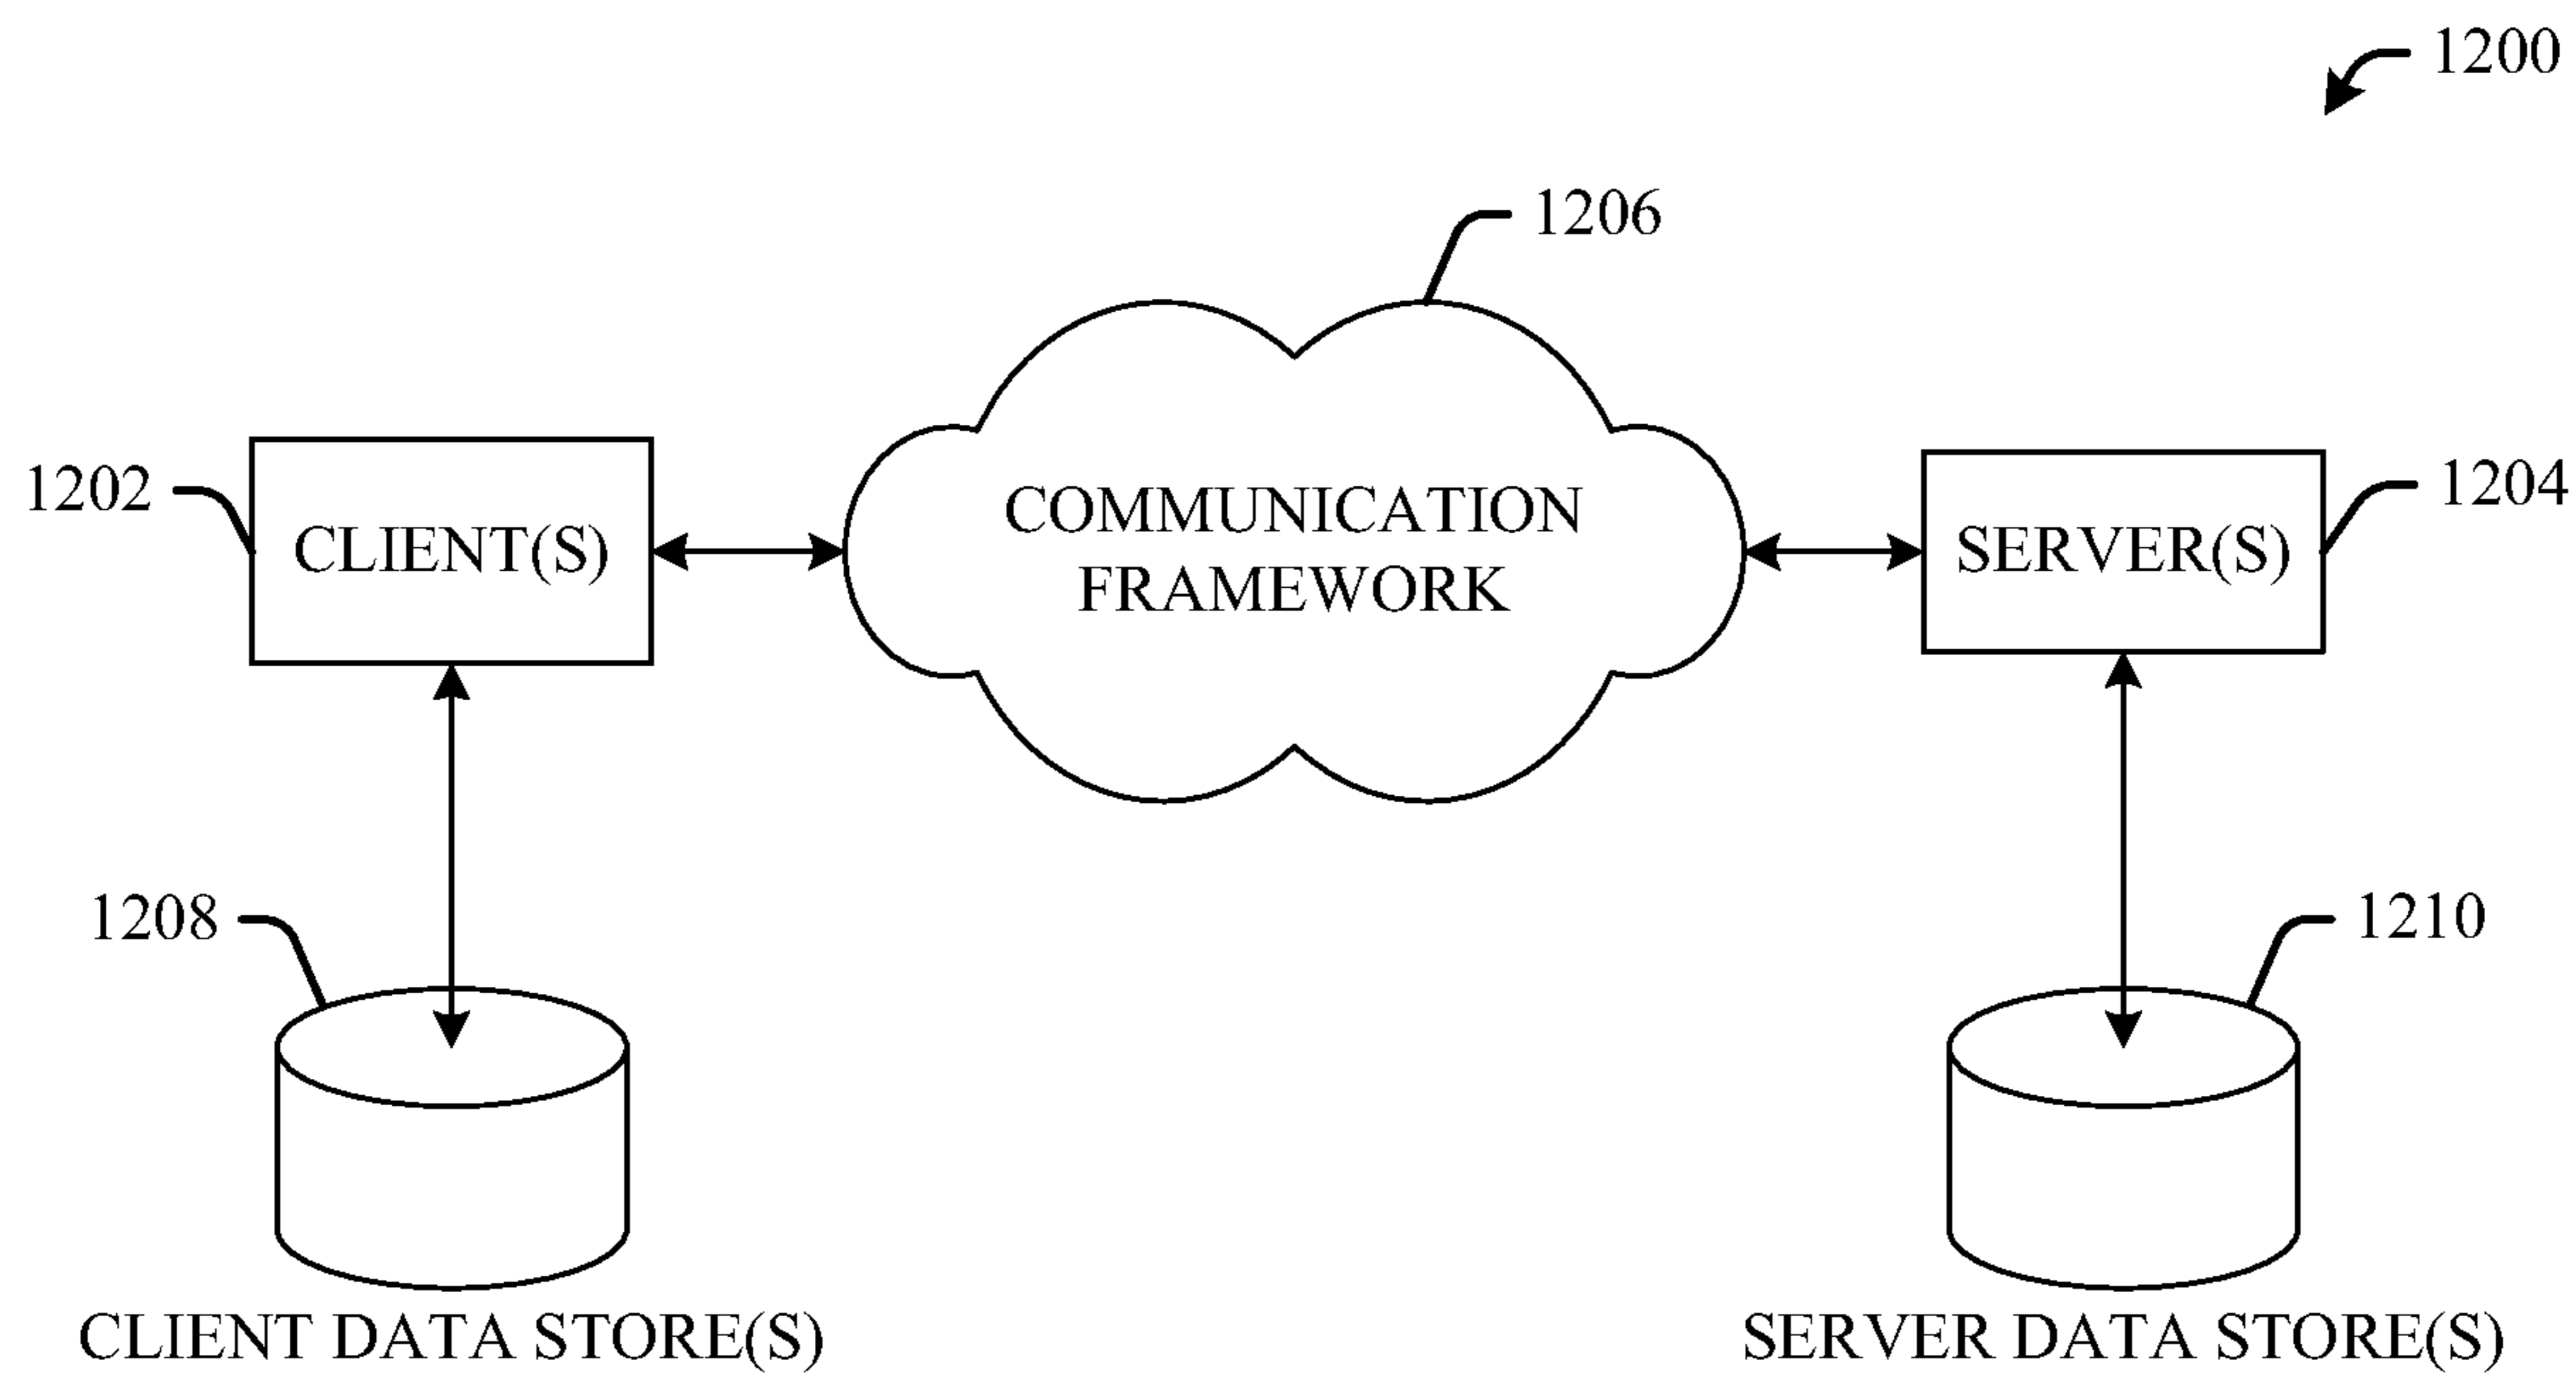 1200
1206
1202
CLIENT(S)
COMMUNICATION
FRAMEWORK
SERVER(S)
1204
1208
1210
CLIENT DATA STORE(S)
SERVER DATA STORE(S)